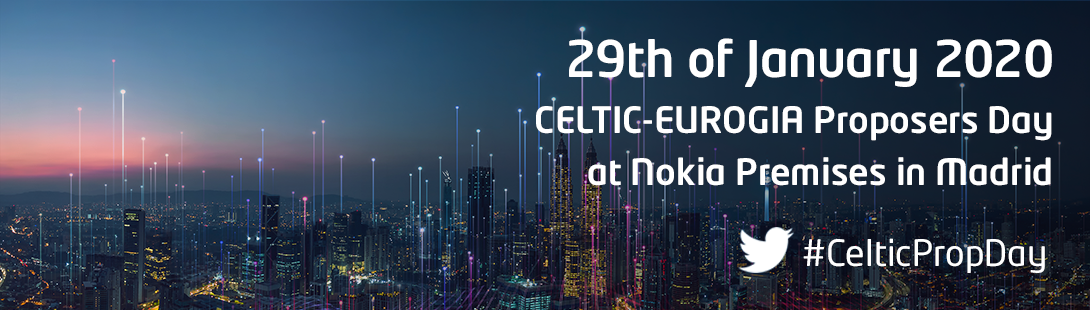 29th of January 2020
CELTIC-EUROGIA Proposers Day
at Nokia Premises in Madrid
#CelticPropDay